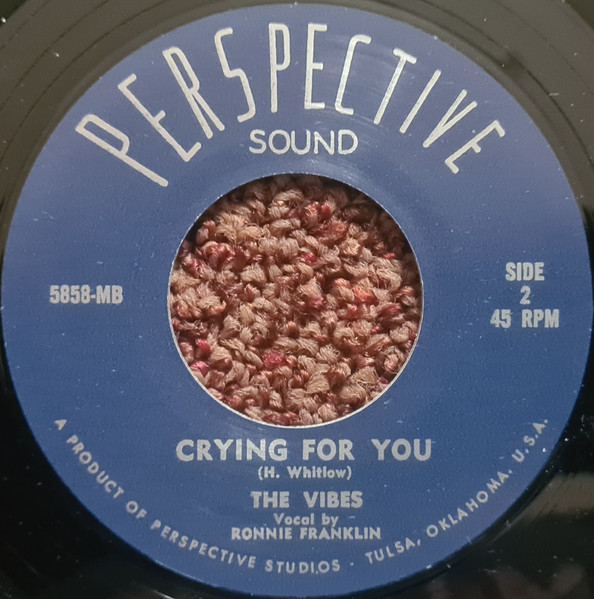 PERSPECTIVE
SOUND
5858-MB
SIDE
2
45 RPM
CRYING FOR YOU
(H. Whitlow)
THE VIBES
Vocal by
RONNIE FRANKLIN
A PRODUCT OF PERSPECTIVE STUDIOS · TULSA, OKLAHOMA. U.S.A.